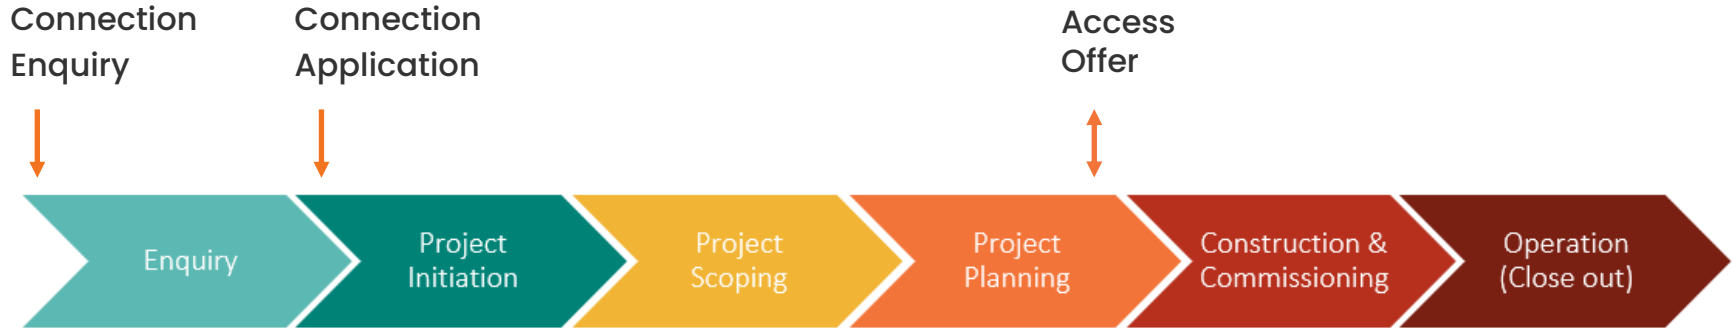 Connection
Enquiry
Connection
Application
Access
Offer
Enquiry
Project
Initiation
Project
Scoping
Project
Planning
Construction &
Commissioning
Operation
(Close out)